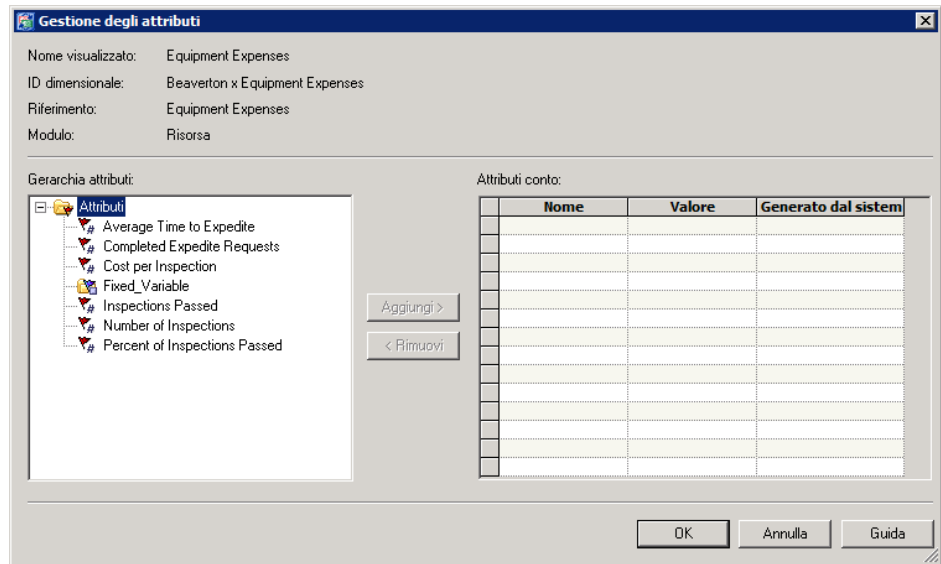 Gestione degli attributi
Nome visualizzato: Equipment Expenses
ID dimensionale: Beaverton x Equipment Expenses
Riferimento: Equipment Expenses
Modulo: Risorsa
Gerarchia attributi: Attributi conto:
Attributi
Average Time to Expedite
Completed Expedite Requests
Cost per Inspection
Fixed_Variable
Inspections Passed
Number of Inspections
Percent of Inspections Passed
Aggiungi >
< Rimuovi
Nome Valore Generato dal sistem
OK Annulla Guida